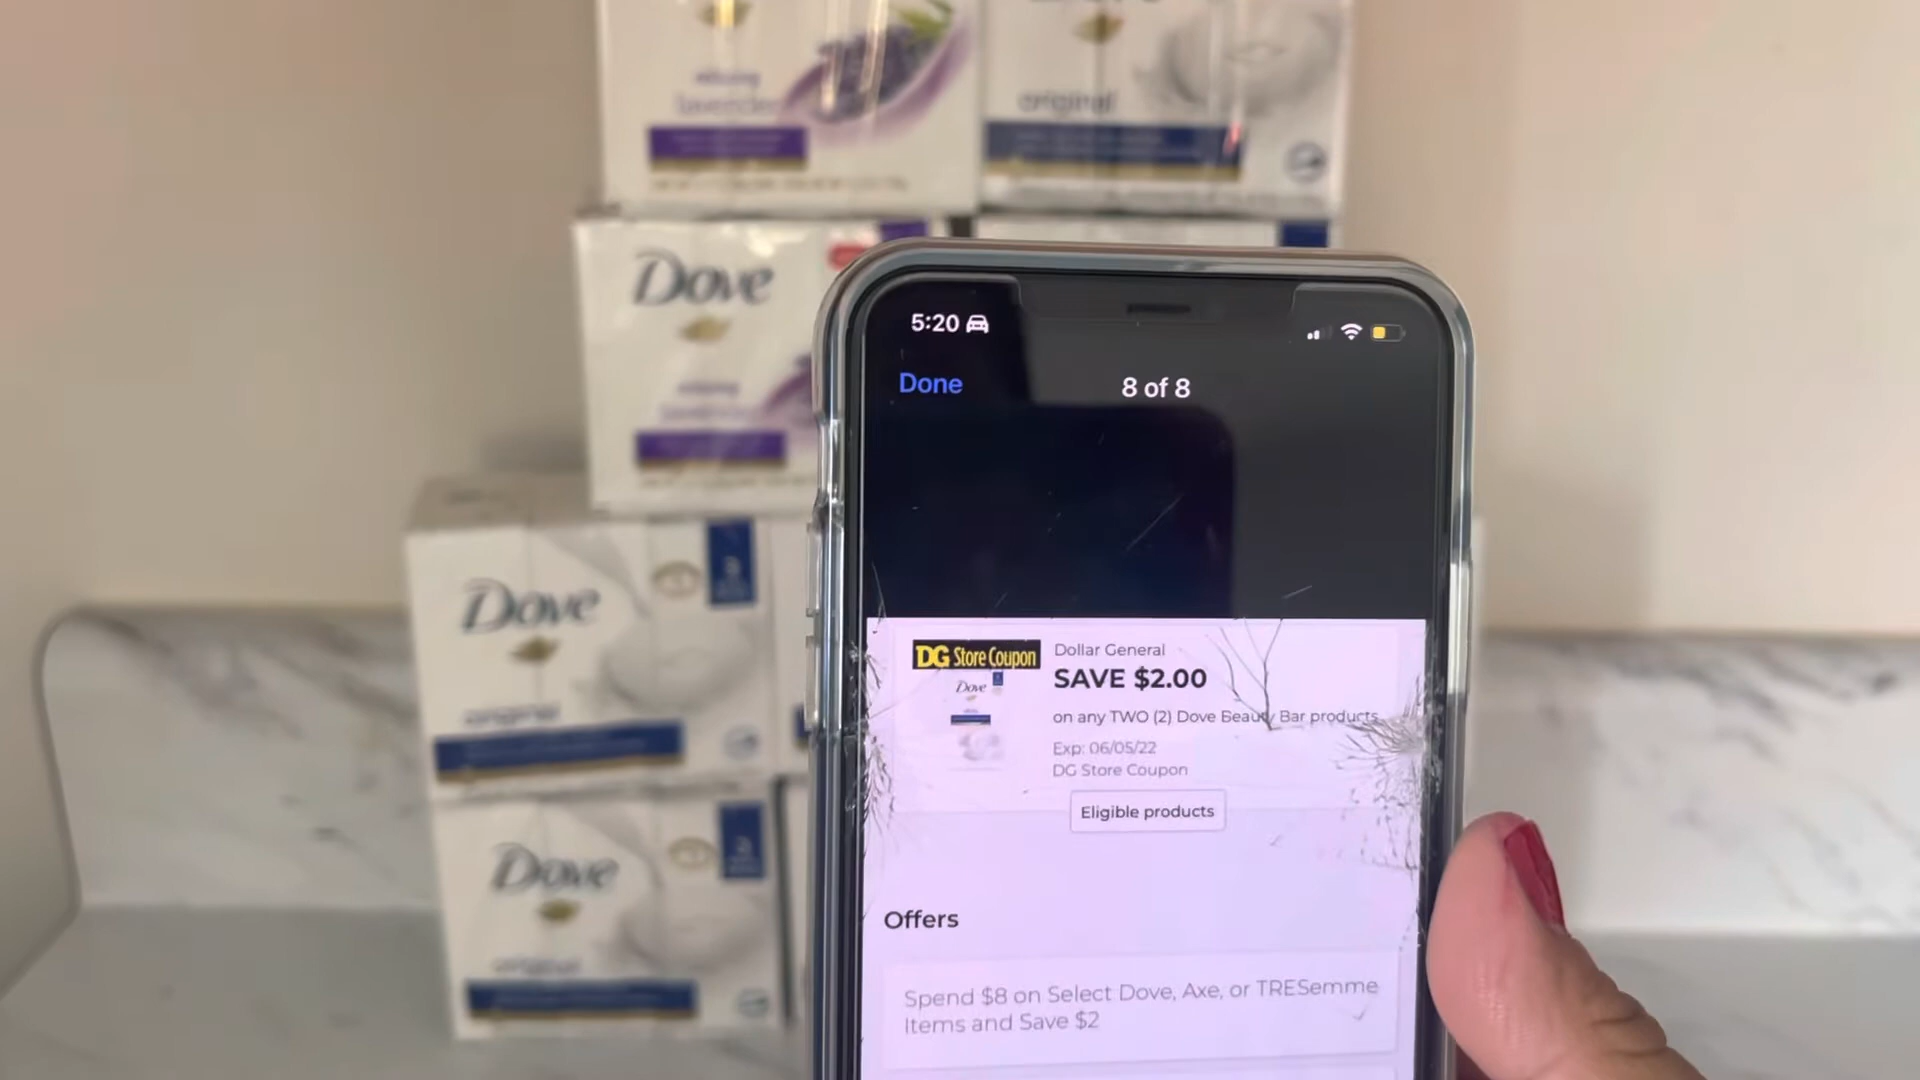 original
Dove
Dove
original
Dove
original
5:20
Done
8 of 8
DG Store Coupon
Dollar General
SAVE $2.00
Dove
on any TWO (2) Dove Beauty Bar products
Exp: 06/05/22
DG Store Coupon
Eligible products
Offers
Spend $8 on Select Dove, Axe, or TRESemme
Items and Save $2